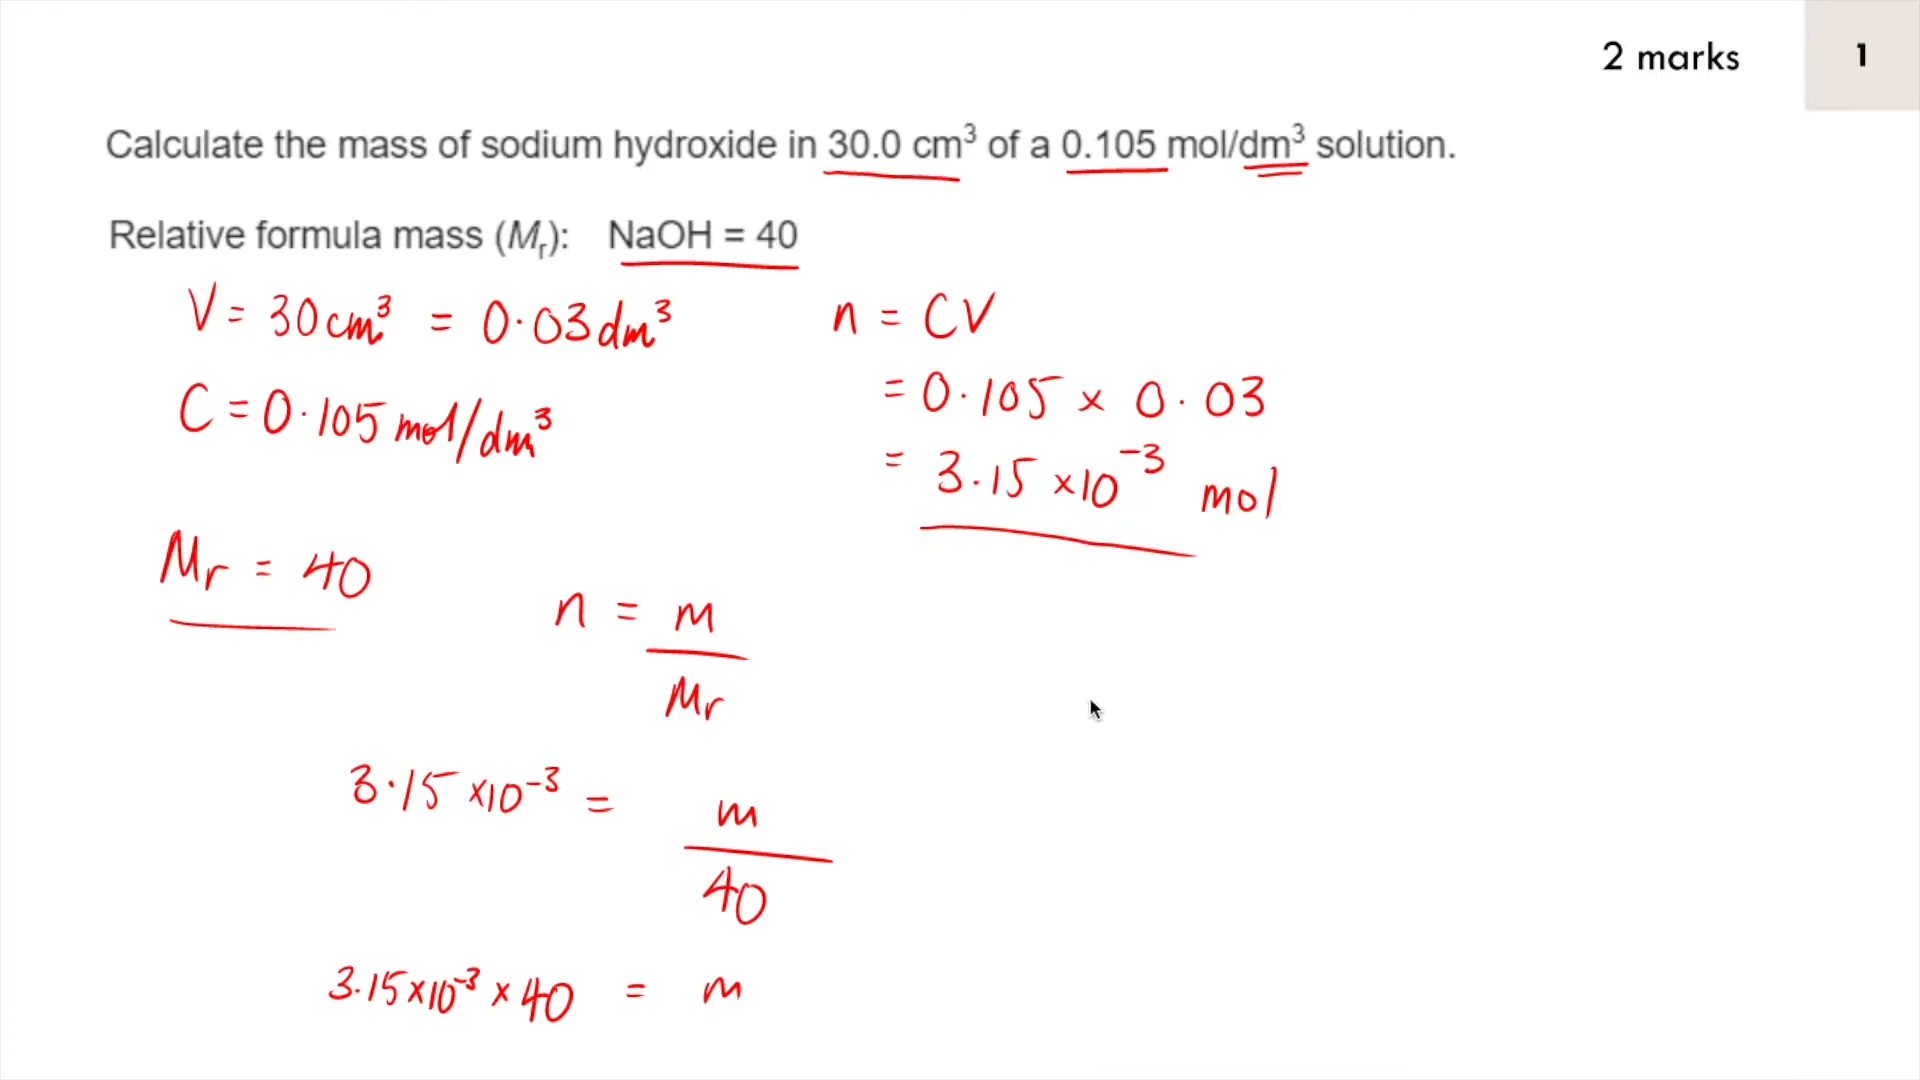 2 marks 1
Calculate the mass of sodium hydroxide in 30.0 cm³ of a 0.105 mol/dm³ solution.
Relative formula mass (Mᵣ): NaOH = 40
V = 30cm³ = 0.03dm³
C = 0.105 mol/dm³
n = CV
= 0.105 × 0.03
= 3.15 ×10⁻³ mol
Mr = 40
n = m
Mr
3.15 ×10⁻³ = m
40
3.15×10⁻³ × 40 = m